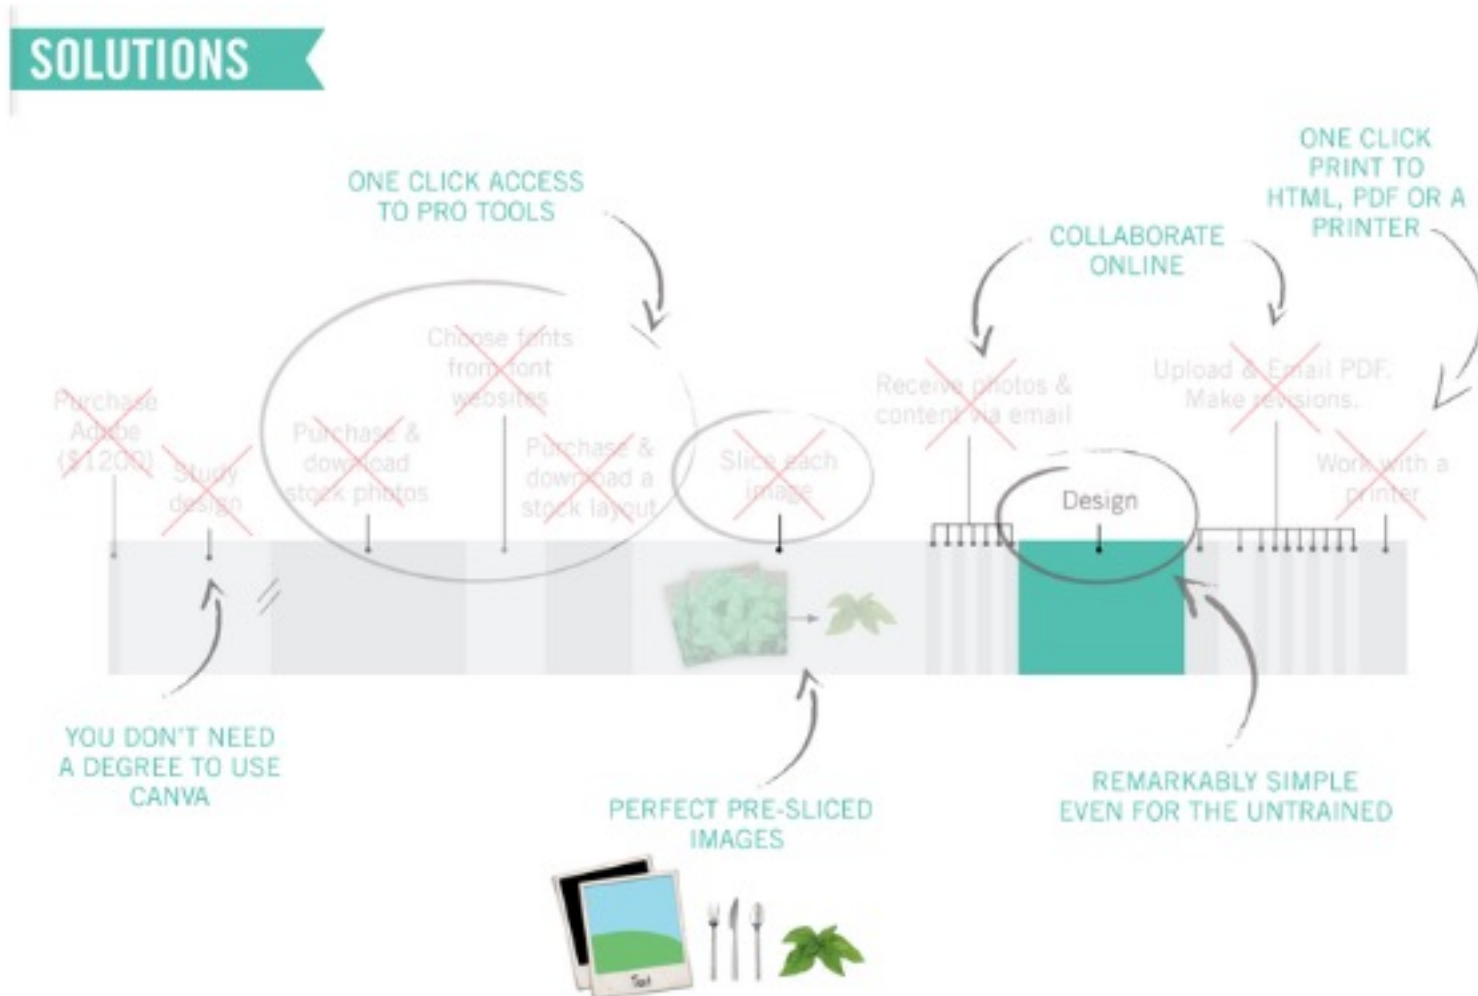 SOLUTIONS
ONE CLICK ACCESS
TO PRO TOOLS
COLLABORATE
ONLINE
ONE CLICK
PRINT TO
HTML, PDF OR A
PRINTER
Purchase
Adobe
($1200)
Study
design
Purchase &
download
stock photos
Choose fonts
from font
websites
Purchase &
download a
stock layout
Slice each
image
Receive photos &
content via email
Design
Upload & Email PDF.
Make revisions.
Work with a
printer
YOU DON'T NEED
A DEGREE TO USE
CANVA
PERFECT PRE-SLICED
IMAGES
REMARKABLY SIMPLE
EVEN FOR THE UNTRAINED
Text